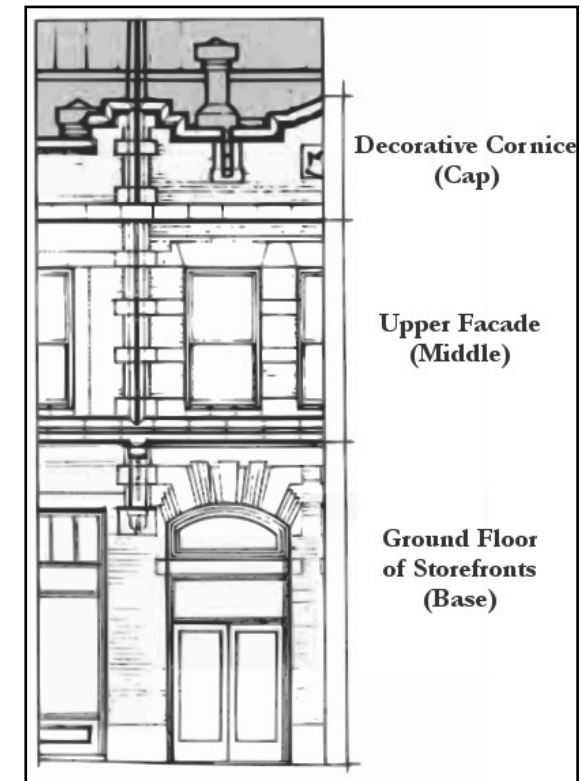 Decorative Cornice
(Cap)
Upper Facade
(Middle)
Ground Floor
of Storefronts
(Base)